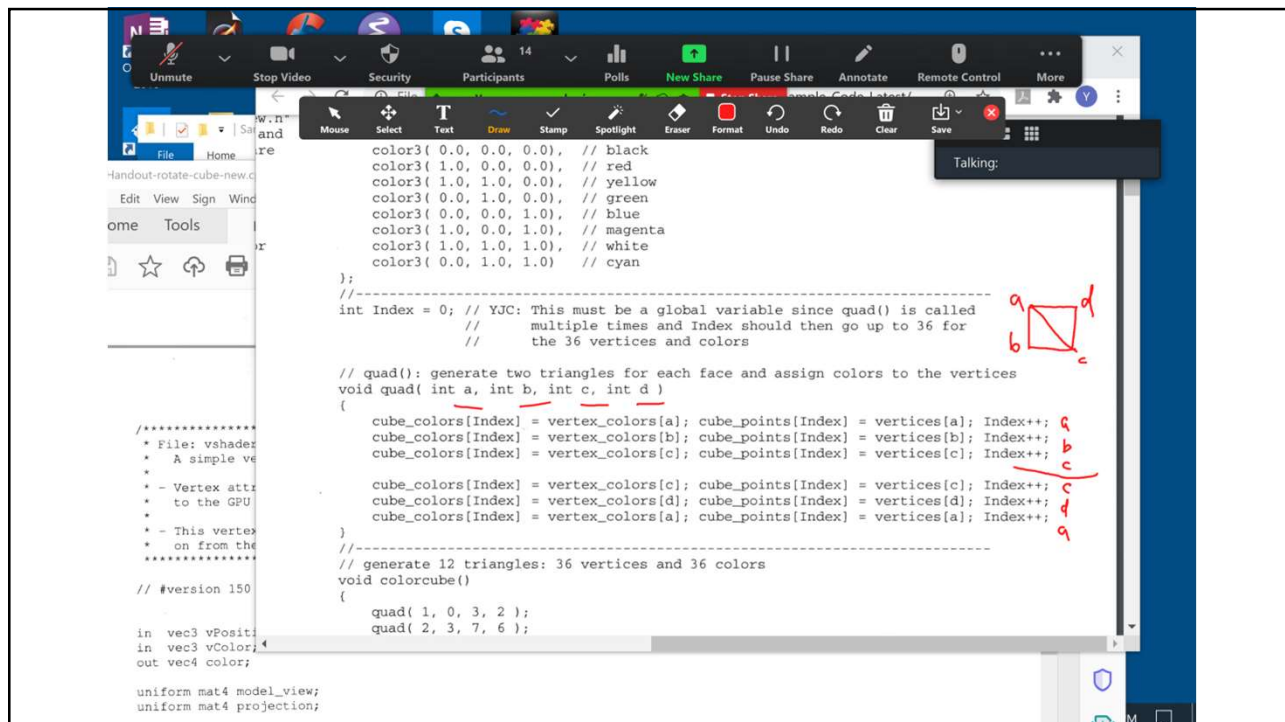 14
Unmute Stop Video Security Participants Polls New Share Pause Share Annotate Remote Control More
Mouse Select Text Draw Stamp Spotlight Eraser Format Undo Redo Clear Save
Talking:
File Home
Handout-rotate-cube-new.c
Edit View Sign Wind
ome Tools
color3( 0.0, 0.0, 0.0), // black
color3( 1.0, 0.0, 0.0), // red
color3( 1.0, 1.0, 0.0), // yellow
color3( 0.0, 1.0, 0.0), // green
color3( 0.0, 0.0, 1.0), // blue
color3( 1.0, 0.0, 1.0), // magenta
color3( 1.0, 1.0, 1.0), // white
color3( 0.0, 1.0, 1.0) // cyan
};
//----------------------------------------------------------------------------
int Index = 0; // YJC: This must be a global variable since quad() is called
// multiple times and Index should then go up to 36 for
// the 36 vertices and colors
a d
b c
// quad(): generate two triangles for each face and assign colors to the vertices
void quad( int a, int b, int c, int d )
{
cube_colors[Index] = vertex_colors[a]; cube_points[Index] = vertices[a]; Index++; a
cube_colors[Index] = vertex_colors[b]; cube_points[Index] = vertices[b]; Index++; b
cube_colors[Index] = vertex_colors[c]; cube_points[Index] = vertices[c]; Index++; c
cube_colors[Index] = vertex_colors[c]; cube_points[Index] = vertices[c]; Index++; c
cube_colors[Index] = vertex_colors[d]; cube_points[Index] = vertices[d]; Index++; d
cube_colors[Index] = vertex_colors[a]; cube_points[Index] = vertices[a]; Index++; a
}
//----------------------------------------------------------------------------
// generate 12 triangles: 36 vertices and 36 colors
void colorcube()
{
quad( 1, 0, 3, 2 );
quad( 2, 3, 7, 6 );
/*****************
* File: vshader
* A simple ve
*
* - Vertex attr
* to the GPU
*
* - This vertex
* on from the
*****************
// #version 150
in vec3 vPositi
in vec3 vColor;
out vec4 color;
uniform mat4 model_view;
uniform mat4 projection;